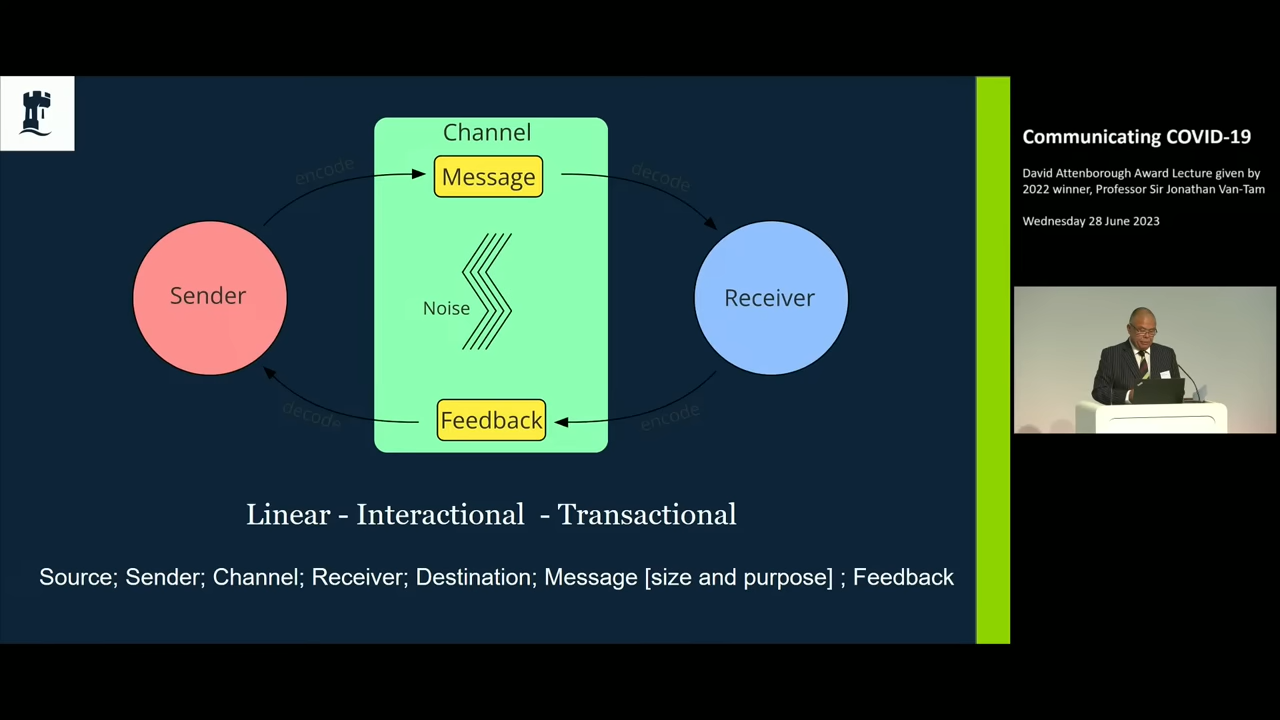 Channel
encode
Message
decode
Sender
Noise
Receiver
decode
Feedback
encode
Linear - Interactional - Transactional
Source; Sender; Channel; Receiver; Destination; Message [size and purpose] ; Feedback
Communicating COVID-19
David Attenborough Award Lecture given by
2022 winner, Professor Sir Jonathan Van-Tam
Wednesday 28 June 2023